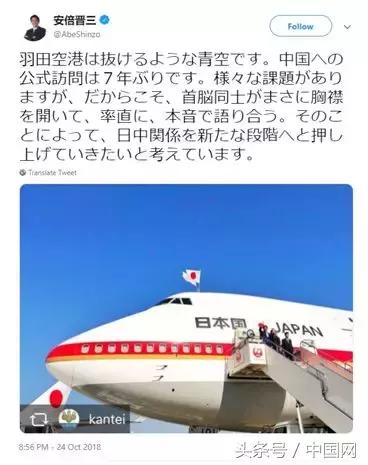 安倍晋三
@AbeShinzo
Follow
羽田空港は抜けるような青空です。中国への
公式訪問は７年ぶりです。様々な課題があり
ますが、だからこそ、首脳同士がまさに胸襟
を開いて、率直に、本音で語り合う。そのこ
とによって、日中関係を新たな段階へと押し
上げていきたいと考えています。
Translate Tweet
日本国
JAPAN
kantei
8:56 PM - 24 Oct 2018
头条号 / 中国网